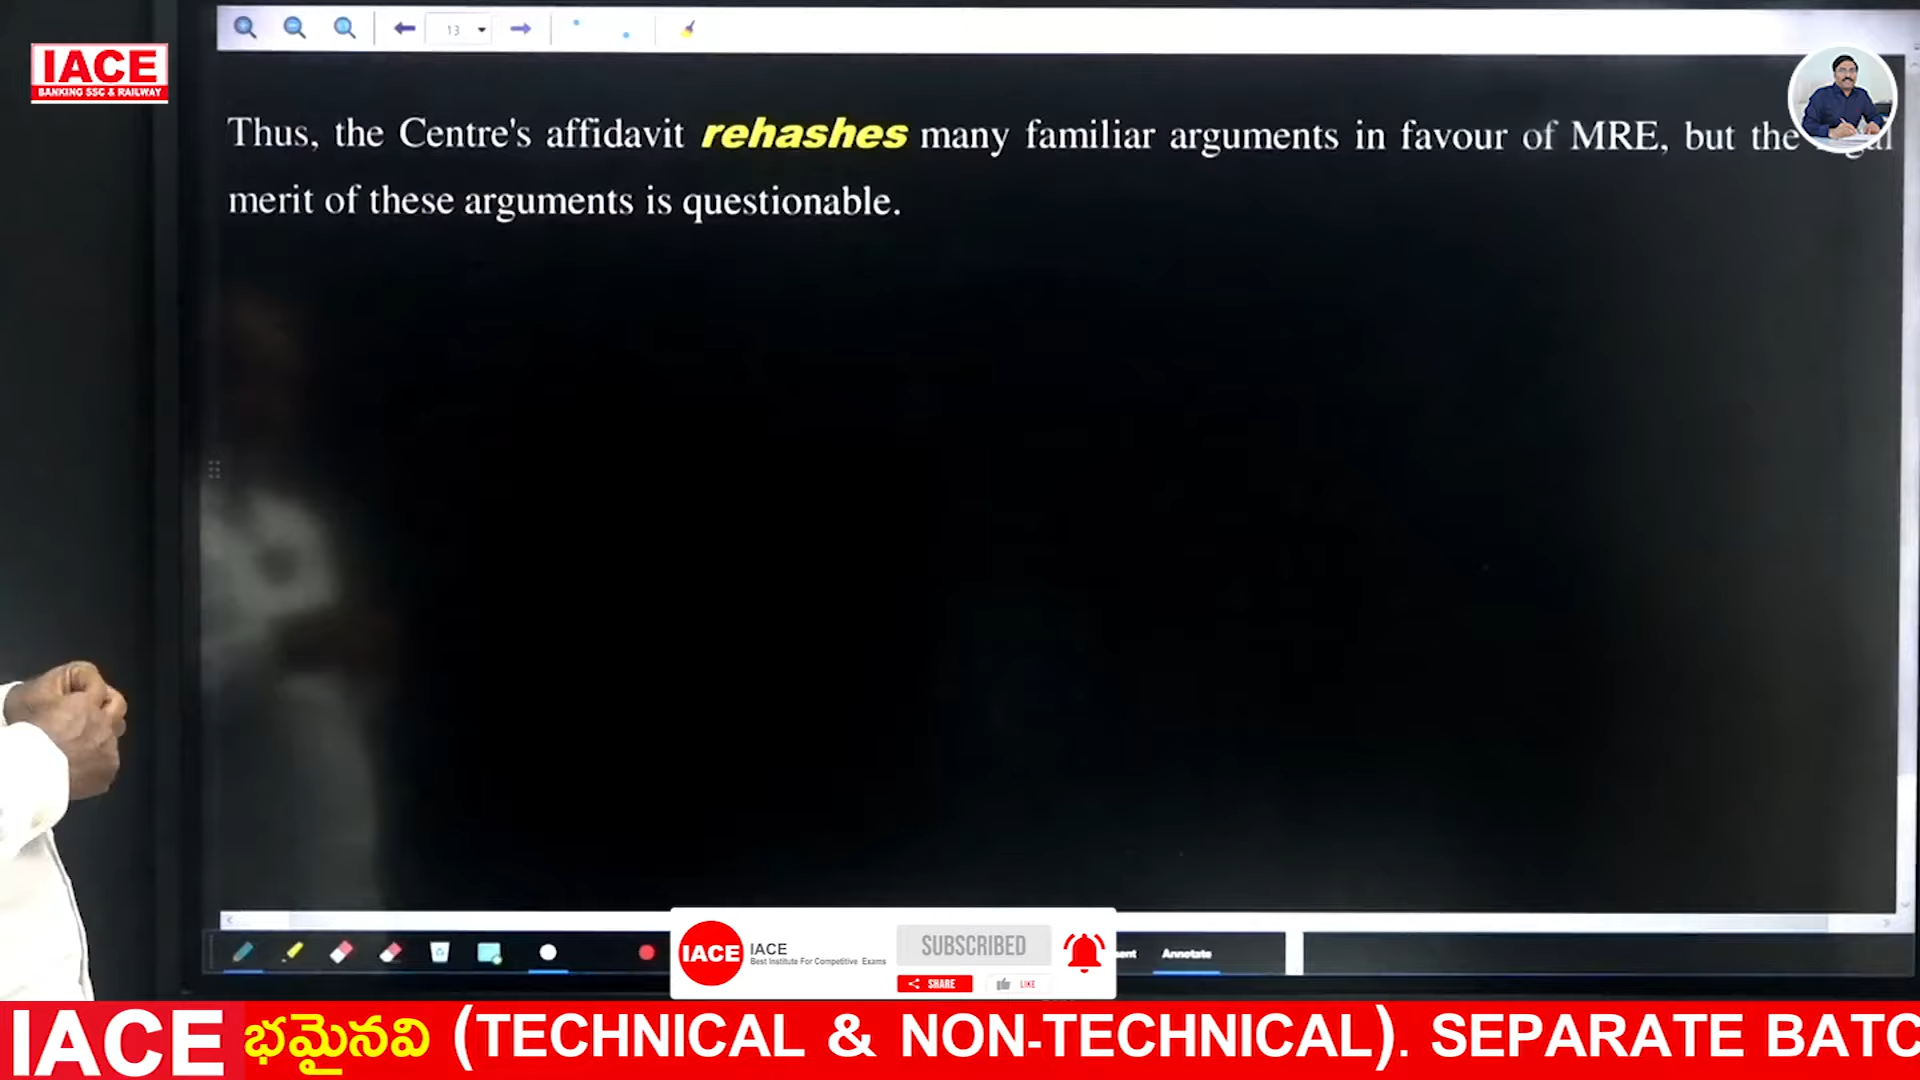 IACE
BANKING SSC & RAILWAY
13
Thus, the Centre's affidavit rehashes many familiar arguments in favour of MRE, but the
merit of these arguments is questionable.
IACE
IACE
Best Institute For Competitive Exams
SUBSCRIBED
SHARE
LIKE
Annotate
IACE భమైనవి (TECHNICAL & NON-TECHNICAL). SEPARATE BATC